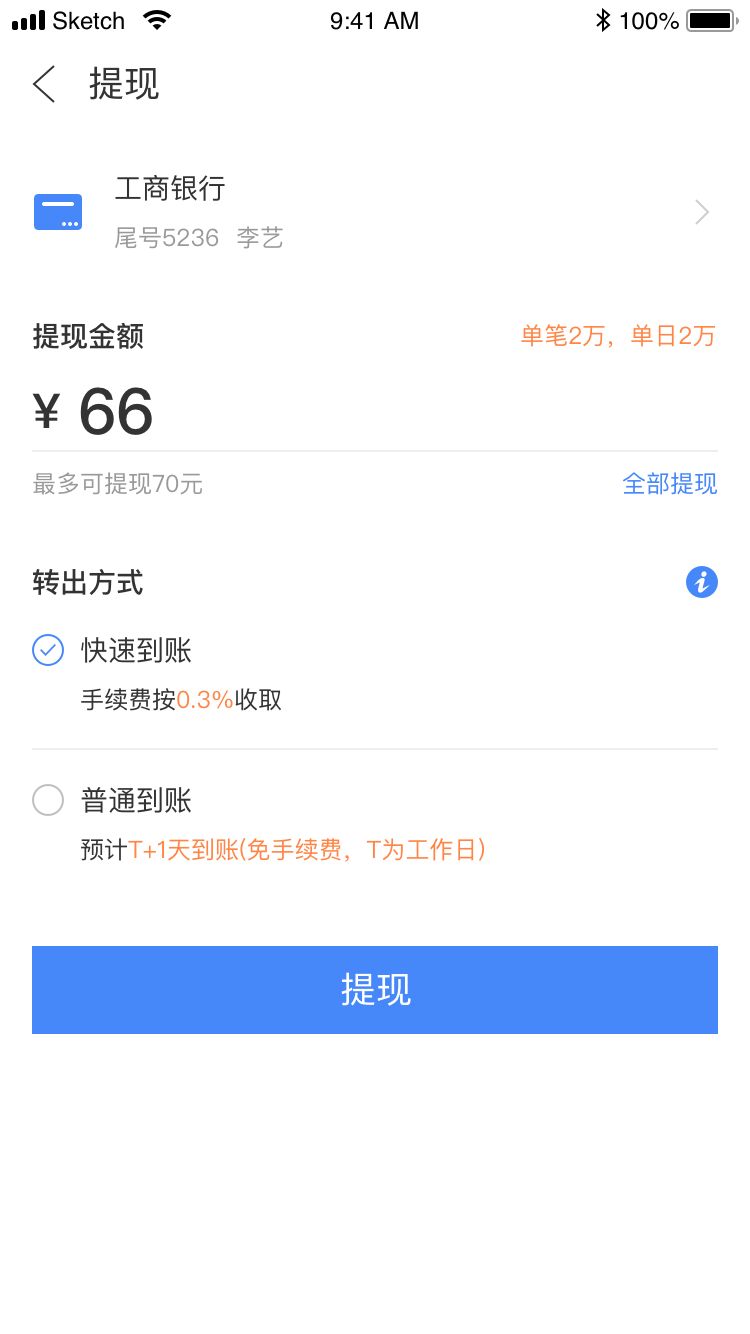 Sketch 9:41 AM 100%
提现
工商银行
尾号5236 李艺
提现金额 单笔2万，单日2万
¥ 66
最多可提现70元 全部提现
转出方式
快速到账
手续费按0.3%收取
普通到账
预计T+1天到账(免手续费，T为工作日)
提现